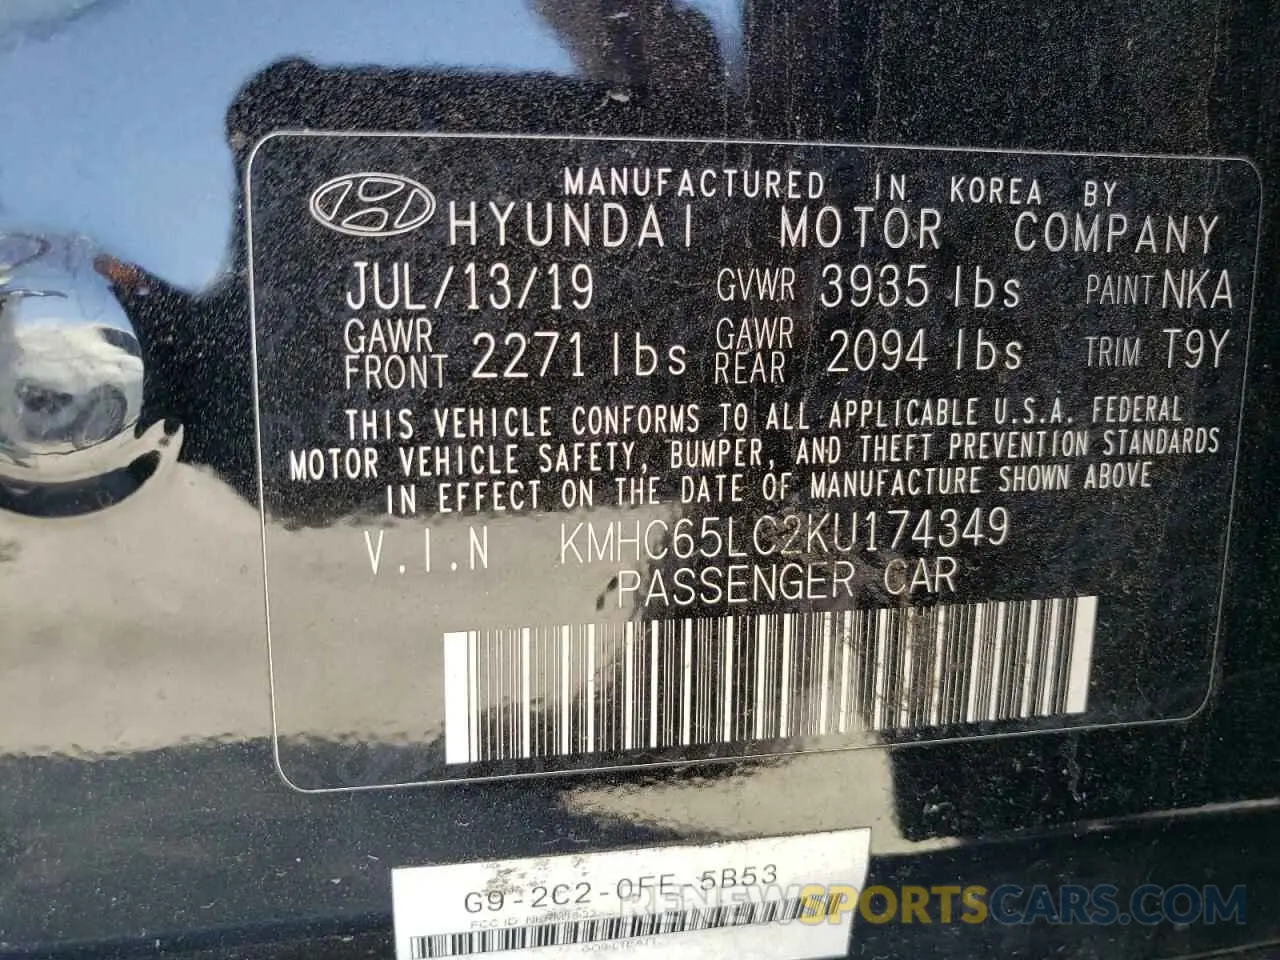 MANUFACTURED IN KOREA BY
HYUNDAI MOTOR COMPANY
JUL/13/19 GVWR 3935 lbs PAINT NKA
GAWR FRONT 2271 lbs GAWR REAR 2094 lbs TRIM T9Y
THIS VEHICLE CONFORMS TO ALL APPLICABLE U.S.A. FEDERAL
MOTOR VEHICLE SAFETY, BUMPER, AND THEFT PREVENTION STANDARDS
IN EFFECT ON THE DATE OF MANUFACTURE SHOWN ABOVE
V.I.N KMHC65LC2KU174349
PASSENGER CAR
G9-2C2-0FE-5B53
FCC ID
RENEWSPORTSCARS.COM